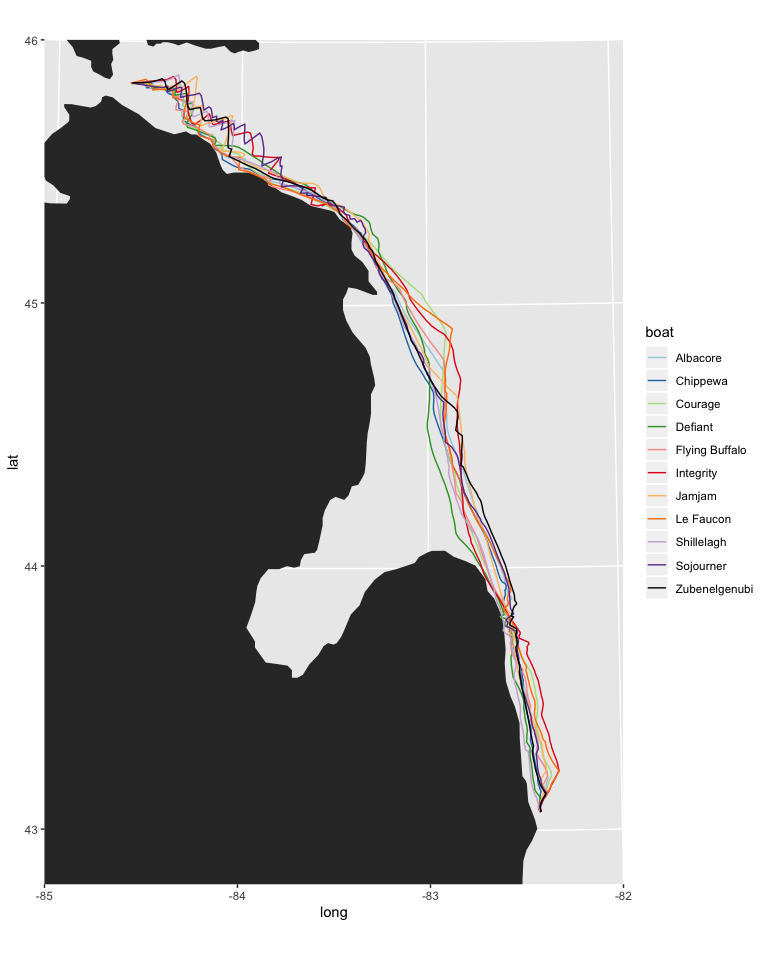 46
45
lat
44
43
-85
-84
-83
-82
long
boat
Albacore
Chippewa
Courage
Defiant
Flying Buffalo
Integrity
Jamjam
Le Faucon
Shillelagh
Sojourner
Zubenelgenubi